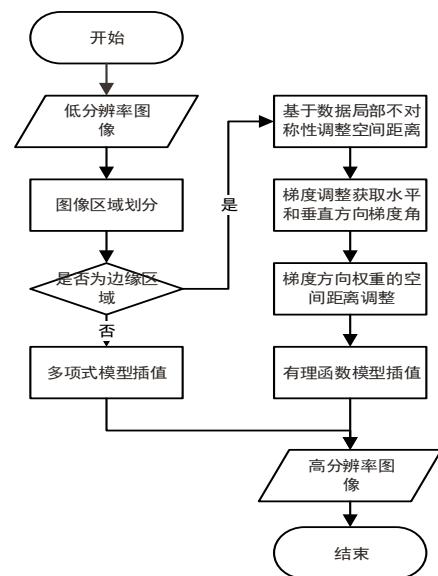 开始
低分辨率图
像
图像区域划分
是否为边缘区
域
是
否
多项式模型插值
基于数据局部不对
称性调整空间距离
梯度调整获取水平
和垂直方向梯度角
梯度方向权重的空
间距离调整
有理函数模型插值
高分辨率图
像
结束